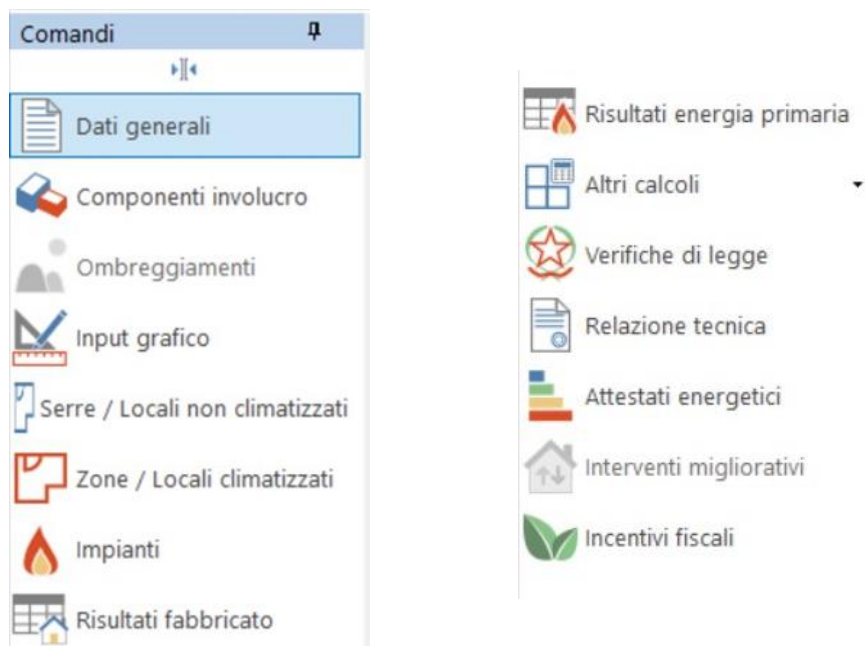 Comandi
Dati generali
Componenti involucro
Ombreggiamenti
Input grafico
Serre / Locali non climatizzati
Zone / Locali climatizzati
Impianti
Risultati fabbricato
Risultati energia primaria
Altri calcoli
Verifiche di legge
Relazione tecnica
Attestati energetici
Interventi migliorativi
Incentivi fiscali